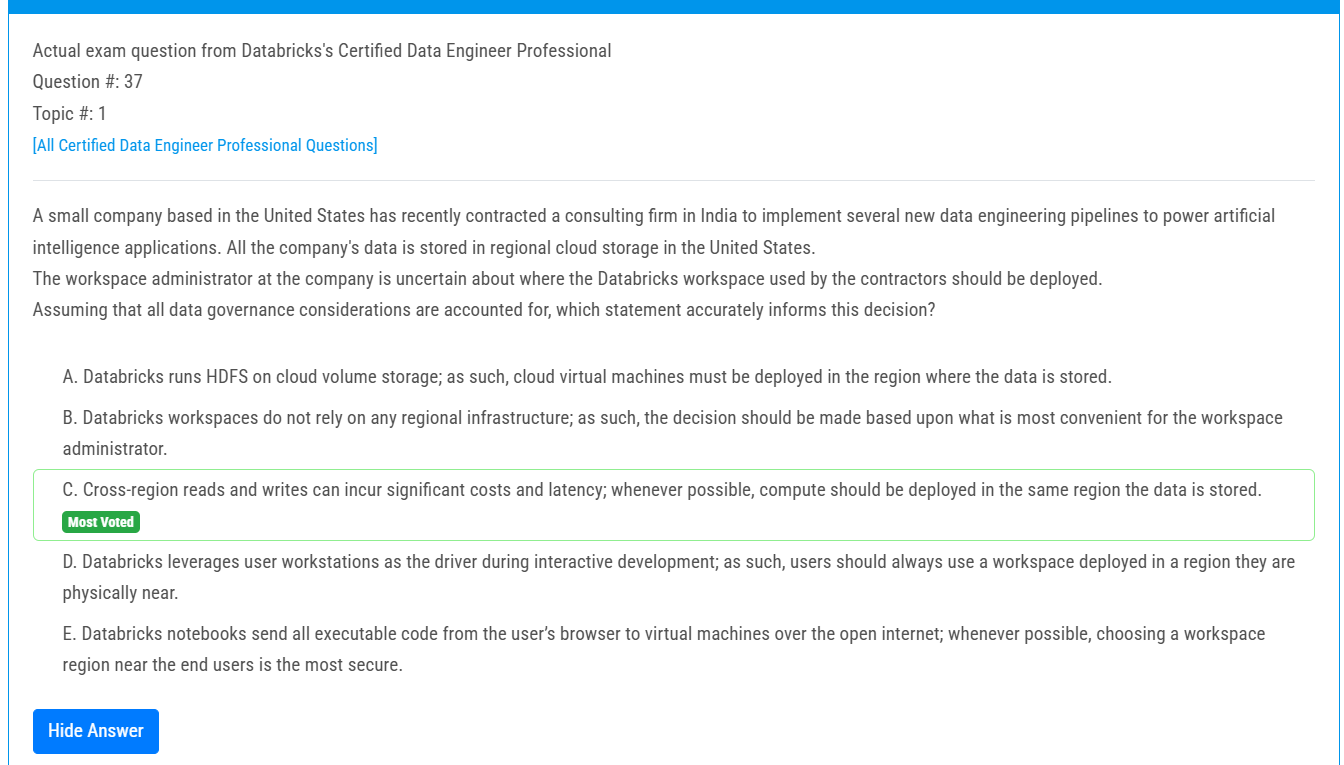 Actual exam question from Databricks's Certified Data Engineer Professional
Question #: 37
Topic #: 1
[All Certified Data Engineer Professional Questions]
A small company based in the United States has recently contracted a consulting firm in India to implement several new data engineering pipelines to power artificial
intelligence applications. All the company's data is stored in regional cloud storage in the United States.
The workspace administrator at the company is uncertain about where the Databricks workspace used by the contractors should be deployed.
Assuming that all data governance considerations are accounted for, which statement accurately informs this decision?
A. Databricks runs HDFS on cloud volume storage; as such, cloud virtual machines must be deployed in the region where the data is stored.
B. Databricks workspaces do not rely on any regional infrastructure; as such, the decision should be made based upon what is most convenient for the workspace
administrator.
C. Cross-region reads and writes can incur significant costs and latency; whenever possible, compute should be deployed in the same region the data is stored.
Most Voted
D. Databricks leverages user workstations as the driver during interactive development; as such, users should always use a workspace deployed in a region they are
physically near.
E. Databricks notebooks send all executable code from the user’s browser to virtual machines over the open internet; whenever possible, choosing a workspace
region near the end users is the most secure.
Hide Answer